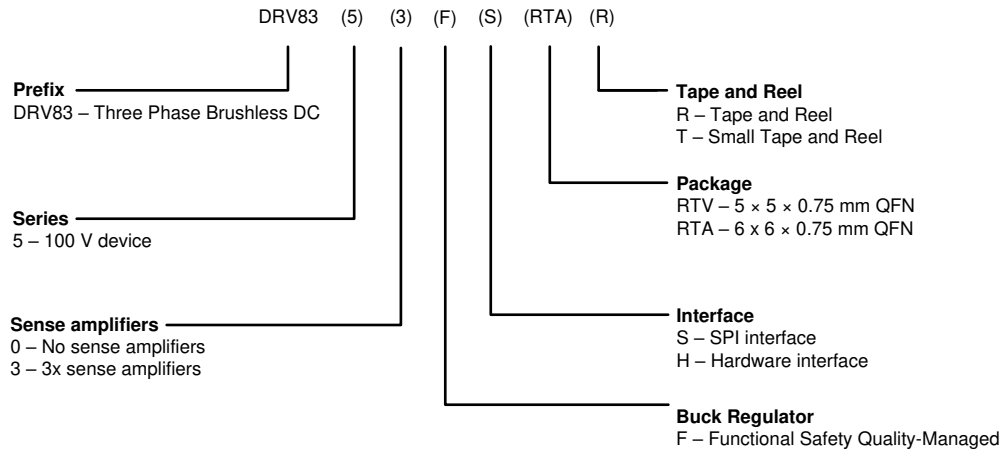 DRV83 (5) (3) (F) (S) (RTA) (R)
Prefix
DRV83 – Three Phase Brushless DC
Series
5 – 100 V device
Sense amplifiers
0 – No sense amplifiers
3 – 3x sense amplifiers
Tape and Reel
R – Tape and Reel
T – Small Tape and Reel
Package
RTV – 5 × 5 × 0.75 mm QFN
RTA – 6 x 6 × 0.75 mm QFN
Interface
S – SPI interface
H – Hardware interface
Buck Regulator
F – Functional Safety Quality-Managed